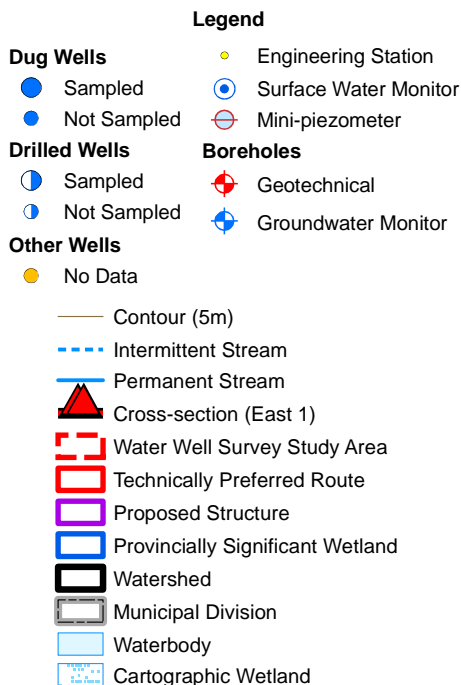 Legend
Dug Wells
Sampled
Not Sampled
Drilled Wells
Sampled
Not Sampled
Other Wells
No Data
Engineering Station
Surface Water Monitor
Mini-piezometer
Boreholes
Geotechnical
Groundwater Monitor
Contour (5m)
Intermittent Stream
Permanent Stream
Cross-section (East 1)
Water Well Survey Study Area
Technically Preferred Route
Proposed Structure
Provincially Significant Wetland
Watershed
Municipal Division
Waterbody
Cartographic Wetland